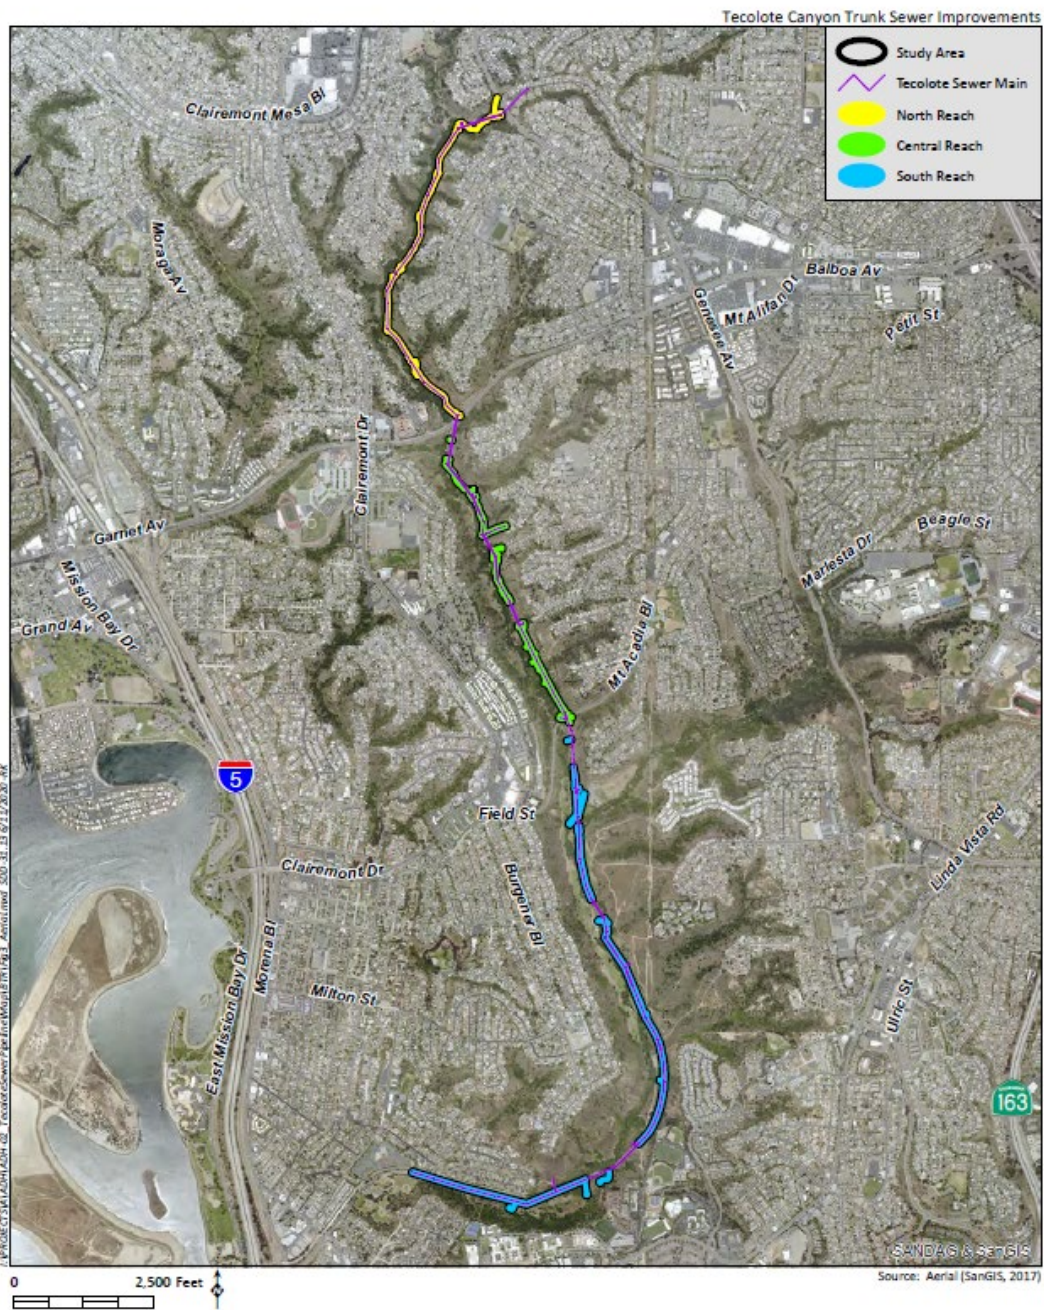 Tecolote Canyon Trunk Sewer Improvements
Study Area
Tecolote Sewer Main
North Reach
Central Reach
South Reach
Clairemont Mesa Bl
Moraga Av
Balboa Av
Mt Alifan Dr
Genesee Av
Petit St
Clairemont Dr
Garnet Av
Beagle St
Marlesta Dr
Mission Bay Dr
Grand Av
Mt Acadia Bl
5
Field St
Linda Vista Rd
Clairemont Dr
Burgener Bl
Morena Bl
East Mission Bay Dr
Milton St
Ulric St
163
SANDAG & SanGIS
0
2,500 Feet
N
Source: Aerial (SanGIS, 2017)